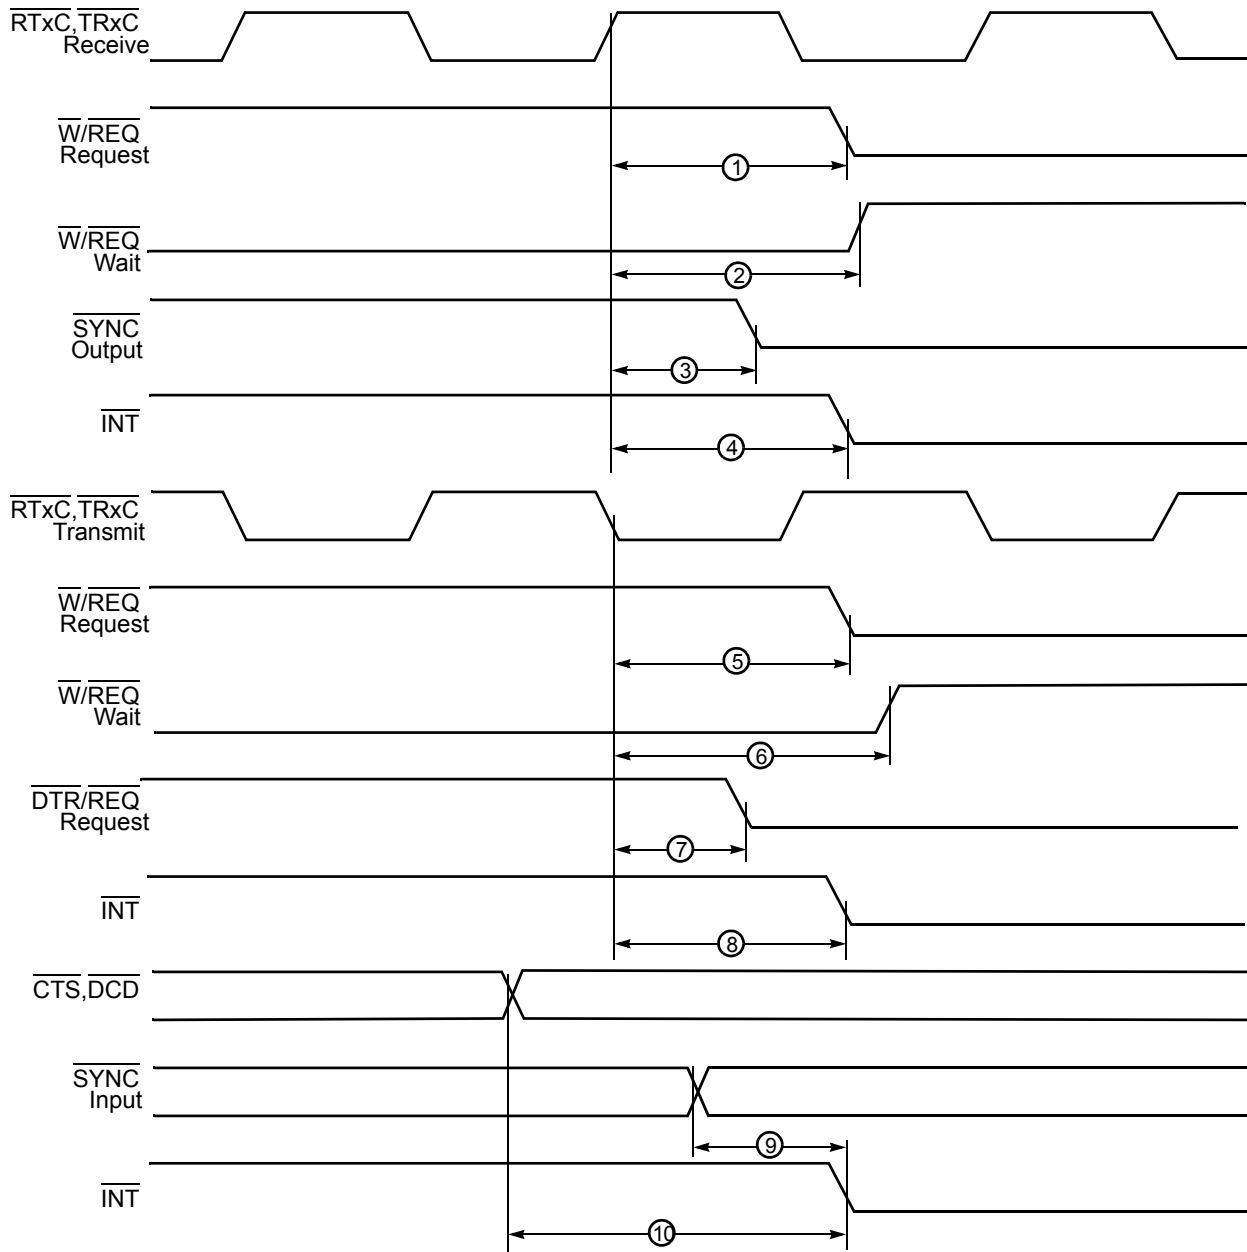 RTxC,TRxC
Receive
W/REQ
Request
1
W/REQ
Wait
2
SYNC
Output
3
INT
4
RTxC,TRxC
Transmit
W/REQ
Request
5
W/REQ
Wait
6
DTR/REQ
Request
7
INT
8
CTS,DCD
SYNC
Input
9
INT
10